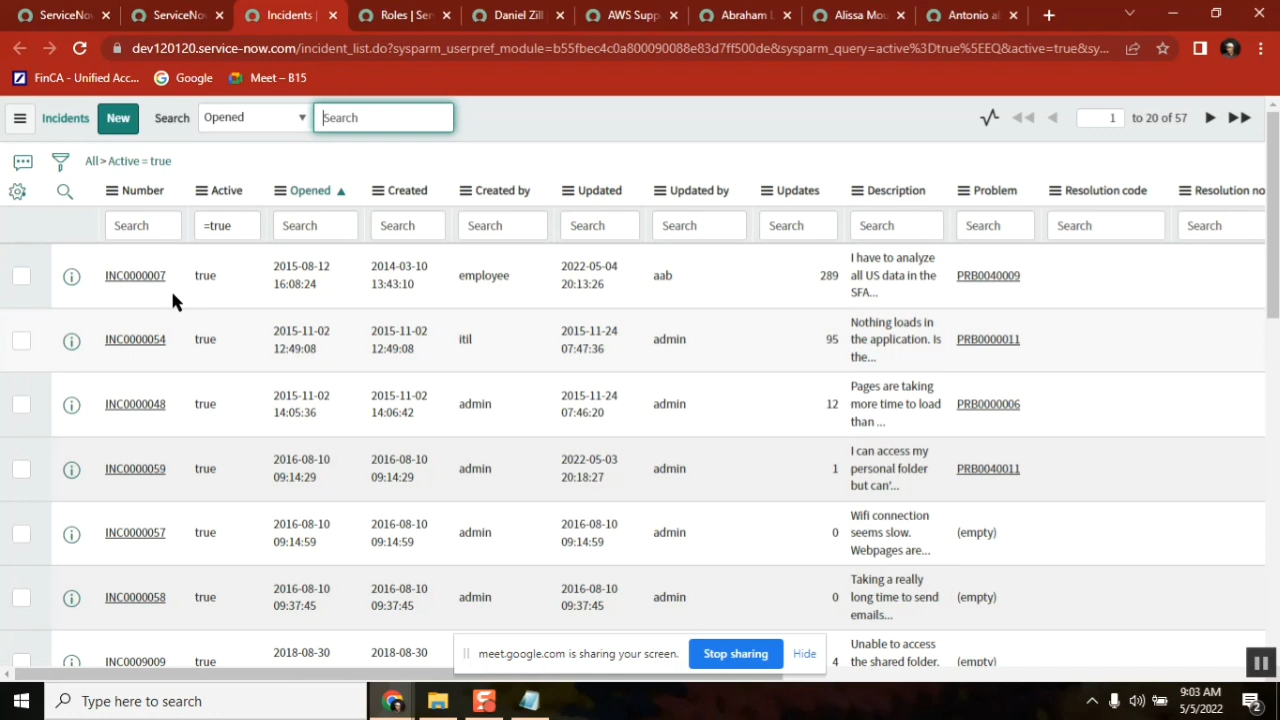 ServiceNov
ServiceNov
Incidents |
Roles | Ser
Daniel Zill
AWS Supp
Abraham L
Alissa Mou
Antonio al
dev120120.service-now.com/incident_list.do?sysparm_userpref_module=b55fbec4c0a800090088e83d7ff500de&sysparm_query=active%3Dtrue%5EEQ&active=true&sy...
FinCA - Unified Acc...
Google
Meet – B15
Incidents
New
Search
Opened
Search
1
to 20 of 57
All > Active = true
Number
Active
Opened
Created
Created by
Updated
Updated by
Updates
Description
Problem
Resolution code
Resolution no
Search
=true
Search
Search
Search
Search
Search
Search
Search
Search
Search
Search
INC0000007
true
2015-08-12
16:08:24
2014-03-10
13:43:10
employee
2022-05-04
20:13:26
aab
289
I have to analyze
all US data in the
SFA...
PRB0040009
INC0000054
true
2015-11-02
12:49:08
2015-11-02
12:49:08
itil
2015-11-24
07:47:36
admin
95
Nothing loads in
the application. Is
the...
PRB0000011
INC0000048
true
2015-11-02
14:05:36
2015-11-02
14:06:42
admin
2015-11-24
07:46:20
admin
12
Pages are taking
more time to load
than ...
PRB0000006
INC0000059
true
2016-08-10
09:14:29
2016-08-10
09:14:29
admin
2022-05-03
20:18:27
admin
1
I can access my
personal folder
but can'...
PRB0040011
INC0000057
true
2016-08-10
09:14:59
2016-08-10
09:14:59
admin
2016-08-10
09:14:59
admin
0
Wifi connection
seems slow.
Webpages are...
(empty)
INC0000058
true
2016-08-10
09:37:45
2016-08-10
09:37:45
admin
2016-08-10
09:37:45
admin
0
Taking a really
long time to send
emails...
(empty)
INC0009009
true
2018-08-30
2018-08-30
4
Unable to access
the shared folder.
(empty)
meet.google.com is sharing your screen.
Stop sharing
Hide
Type here to search
9:03 AM
5/5/2022
2